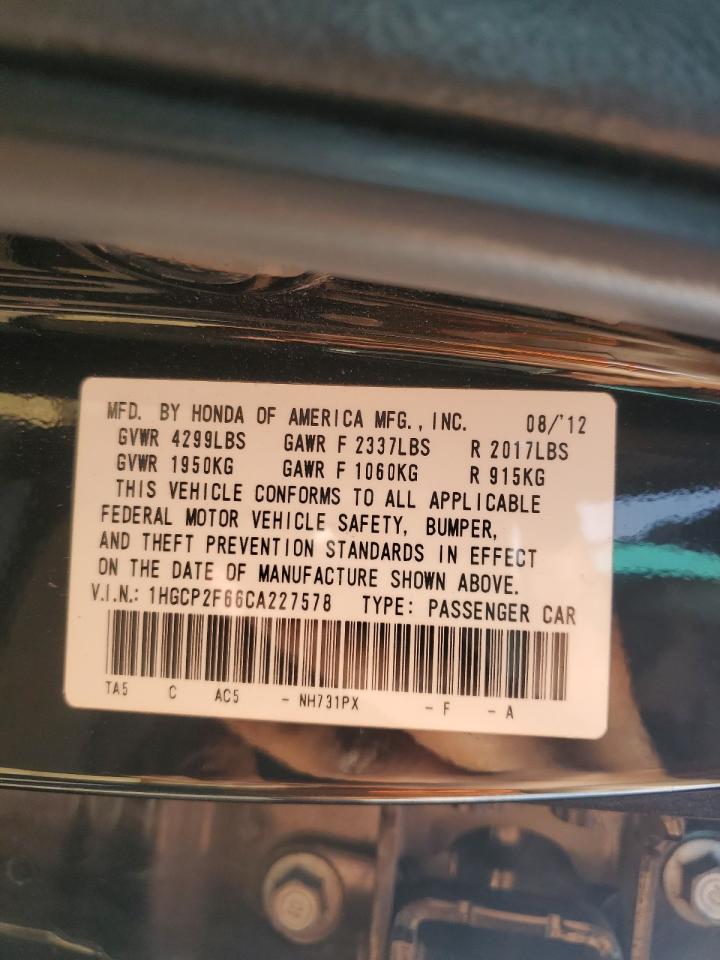 MFD. BY HONDA OF AMERICA MFG., INC. 08/'12
GVWR 4299LBS GAWR F 2337LBS R 2017LBS
GVWR 1950KG GAWR F 1060KG R 915KG
THIS VEHICLE CONFORMS TO ALL APPLICABLE
FEDERAL MOTOR VEHICLE SAFETY, BUMPER,
AND THEFT PREVENTION STANDARDS IN EFFECT
ON THE DATE OF MANUFACTURE SHOWN ABOVE.
V.I.N.: 1HGCP2F66CA227578 TYPE: PASSENGER CAR
TA5 C AC5 - NH731PX - F - A